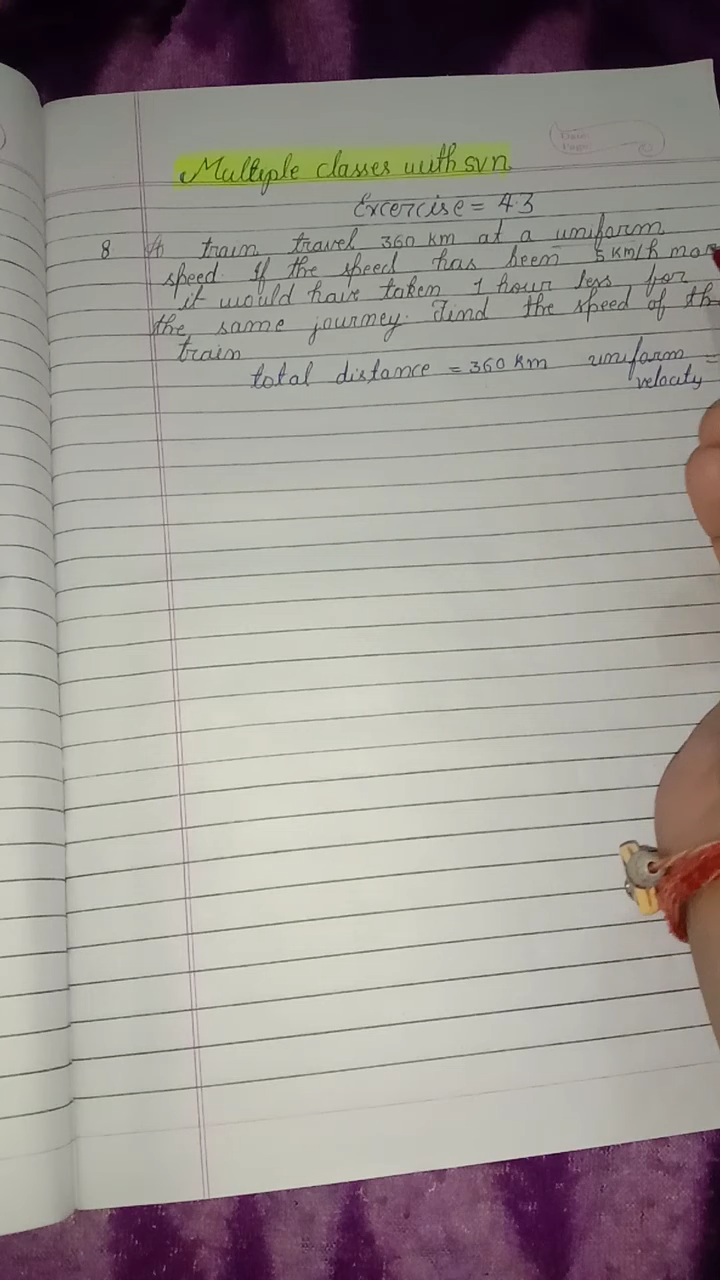 Multiple classes with svn
Excercise = 4.3
8 A train travel 360 km at a uniform
speed. If the speed has been 5 km/h more
it would have taken 1 hour less for
the same journey. Find the speed of th
train
total distance = 360 km uniform =
velocity